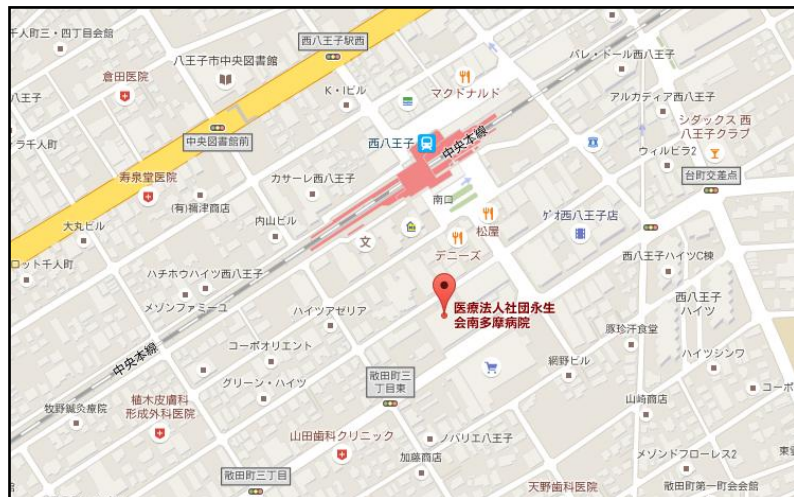 千人町三・四丁目会館
西八王子駅西
八王子市中央図書館
倉田医院
K・Iビル
マクドナルド
パレ・ドール西八王子
アルカディア西八王子
シダックス 西
八王子クラブ
八王子
ラ千人町
中央図書館前
西八王子
中央本線
ウィルピラ2
台町交差点
寿泉堂医院
カサーレ西八王子
(有)禰津商店
南口
大丸ビル
内山ビル
松屋
ゲオ西八王子店
デニーズ
ロット千人町
ハチホウハイツ西八王子
西八王子ハイツC棟
メゾンファミーユ
ハイツアゼリア
医療法人社団永生
会南多摩病院
西八王子
ハイツ
豚珍汗食堂
中央本線
コーポオリエント
網野ビル
ハイツシンワ
グリーン・ハイツ
散田町三
丁目東
コーポ
牧野鍼灸療院
植木皮膚科
形成外科医院
山崎商店
山田歯科クリニック
ノバリエ八王子
加藤商店
メゾンドフローレス2
東雲
散田町三丁目
天野歯科医院
散田町第一町会会館